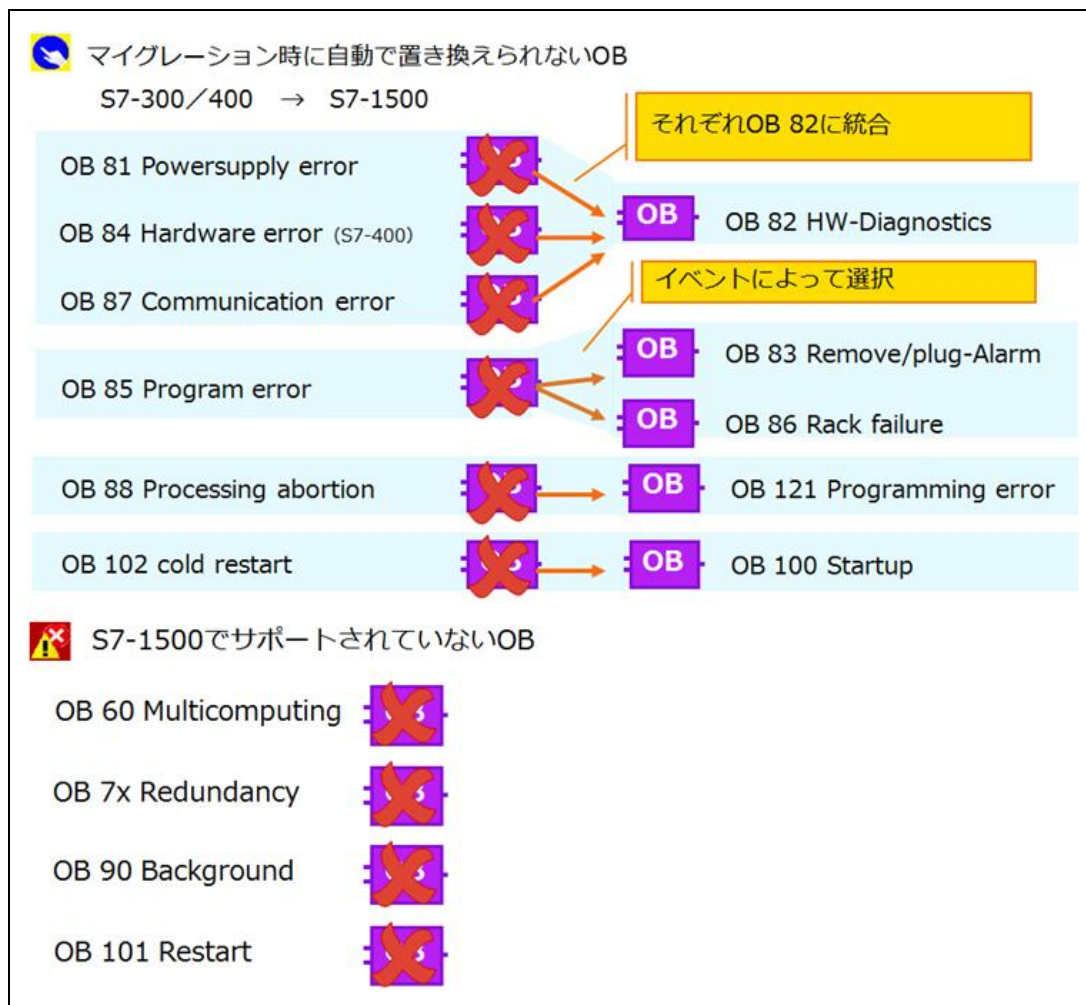 マイグレーション時に自動で置き換えられないOB
S7-300／400 → S7-1500
それぞれOB 82に統合
OB 81 Powersupply error
OB 84 Hardware error (S7-400)
OB OB 82 HW-Diagnostics
OB 87 Communication error
イベントによって選択
OB OB 83 Remove/plug-Alarm
OB 85 Program error
OB OB 86 Rack failure
OB 88 Processing abortion OB OB 121 Programming error
OB 102 cold restart OB OB 100 Startup
S7-1500でサポートされていないOB
OB 60 Multicomputing
OB 7x Redundancy
OB 90 Background
OB 101 Restart